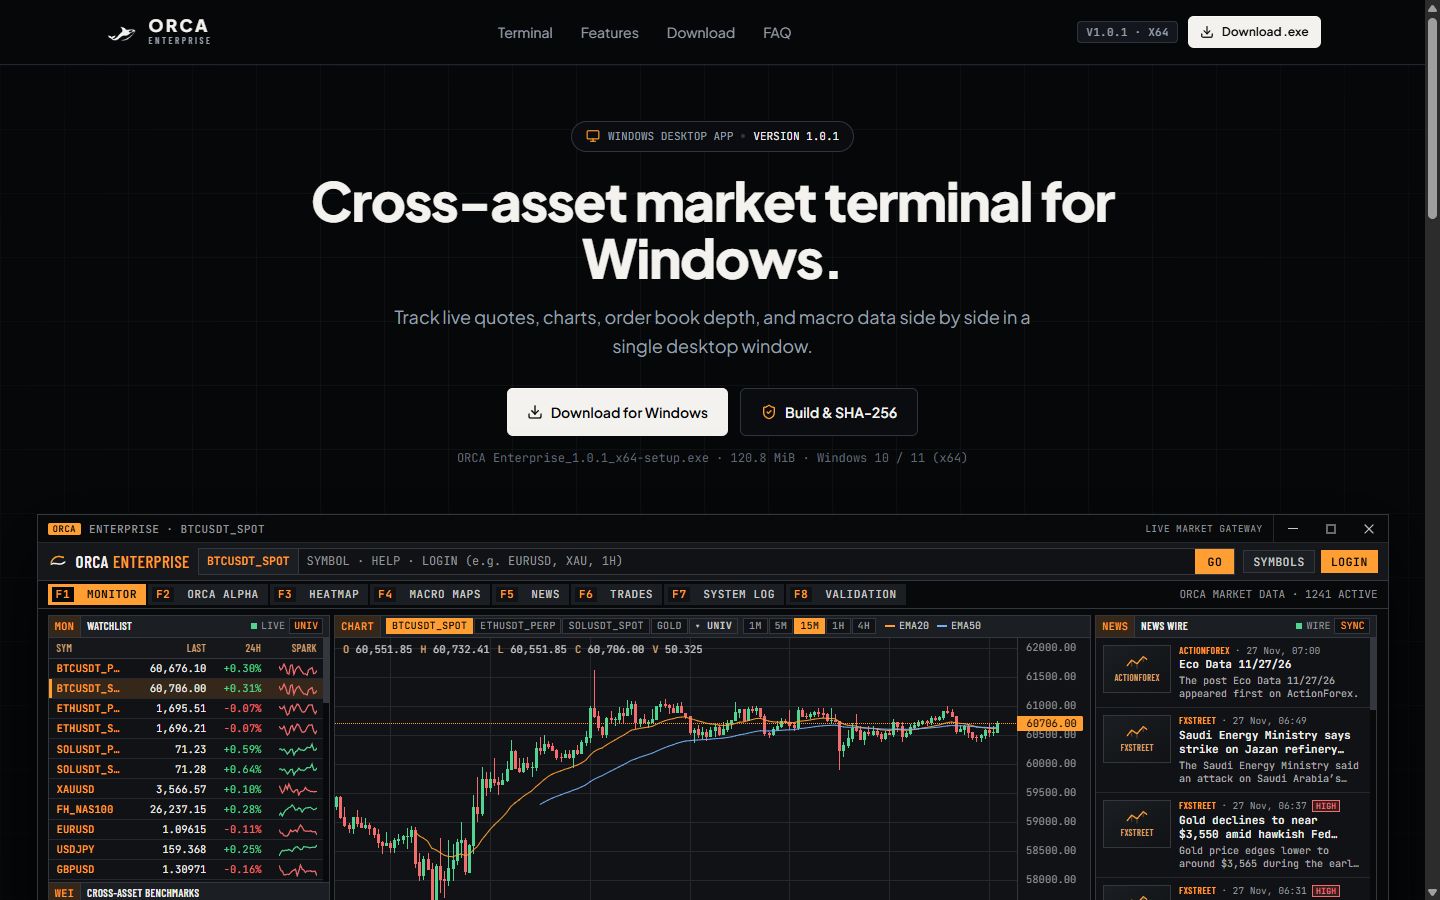 ORCA
ENTERPRISE
Terminal
Features
Download
FAQ
V1.0.1 · X64
Download .exe
WINDOWS DESKTOP APP • VERSION 1.0.1
Cross-asset market terminal for
Windows.
Track live quotes, charts, order book depth, and macro data side by side in a
single desktop window.
Download for Windows
Build & SHA-256
ORCA Enterprise_1.0.1_x64-setup.exe · 120.8 MiB · Windows 10 / 11 (x64)
ORCA ENTERPRISE · BTCUSDT_SPOT
LIVE MARKET GATEWAY
ORCA ENTERPRISE
BTCUSDT_SPOT
SYMBOL · HELP · LOGIN (e.g. EURUSD, XAU, 1H)
GO
SYMBOLS
LOGIN
F1 MONITOR
F2 ORCA ALPHA
F3 HEATMAP
F4 MACRO MAPS
F5 NEWS
F6 TRADES
F7 SYSTEM LOG
F8 VALIDATION
ORCA MARKET DATA · 1241 ACTIVE
MON WATCHLIST
LIVE UNIV
SYM LAST 24H SPARK
BTCUSDT_P… 60,676.10 +0.30%
BTCUSDT_S… 60,706.00 +0.31%
ETHUSDT_P… 1,695.51 -0.07%
ETHUSDT_S… 1,696.21 -0.07%
SOLUSDT_P… 71.23 +0.59%
SOLUSDT_S… 71.28 +0.64%
XAUUSD 3,566.57 +0.10%
FH_NAS100 26,237.15 +0.28%
EURUSD 1.09615 -0.11%
USDJPY 159.368 +0.25%
GBPUSD 1.30971 -0.16%
WEI CROSS-ASSET BENCHMARKS
CHART
BTCUSDT_SPOT
ETHUSDT_PERP
SOLUSDT_SPOT
GOLD
▾ UNIV
1M
5M
15M
1H
4H
EMA20
EMA50
O 60,551.85 H 60,732.41 L 60,551.85 C 60,706.00 V 50.325
62000.00
61500.00
61000.00
60706.00
60500.00
60000.00
59500.00
59000.00
58500.00
58000.00
NEWS NEWS WIRE
WIRE SYNC
ACTIONFOREX
ACTIONFOREX · 27 Nov, 07:00
Eco Data 11/27/26
The post Eco Data 11/27/26
appeared first on ActionForex.
FXSTREET
FXSTREET · 27 Nov, 06:49
Saudi Energy Ministry says
strike on Jazan refinery…
The Saudi Energy Ministry said
an attack on Saudi Arabia's…
FXSTREET
FXSTREET · 27 Nov, 06:37 HIGH
Gold declines to near
$3,550 amid hawkish Fed…
Gold price edges lower to
around $3,565 during the earl…
FXSTREET · 27 Nov, 06:31 HIGH